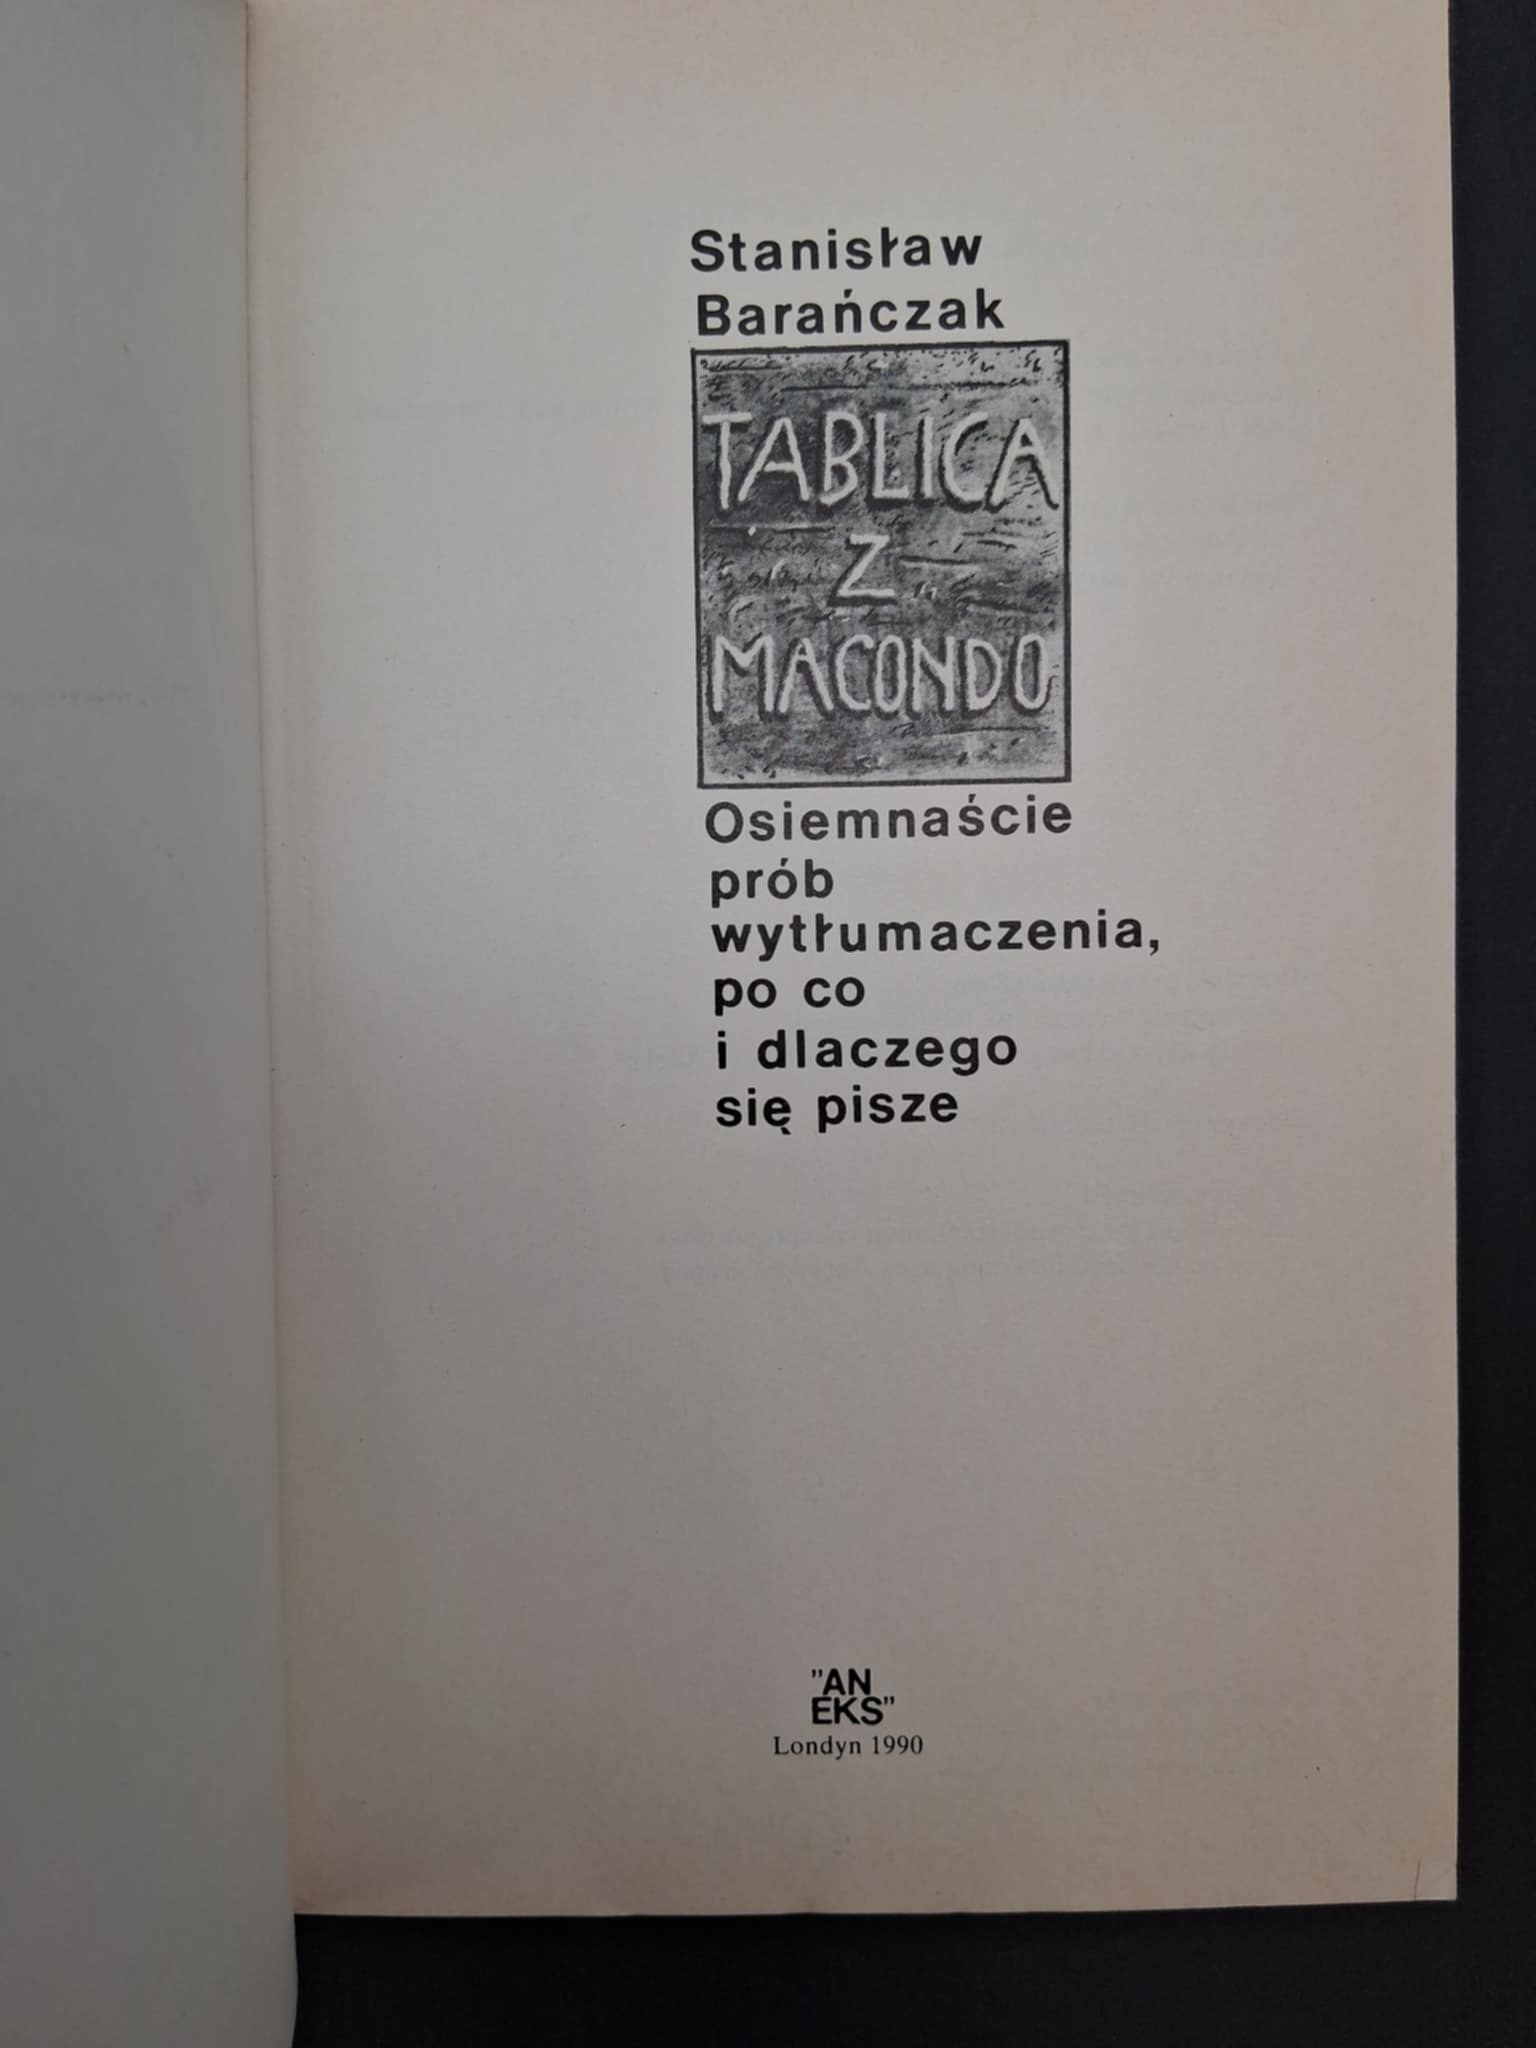 Stanisław
Barańczak
TABLICA
Z
MACONDO
Osiemnaście
prób
wytłumaczenia,
po co
i dlaczego
się pisze
"AN
EKS"
Londyn 1990